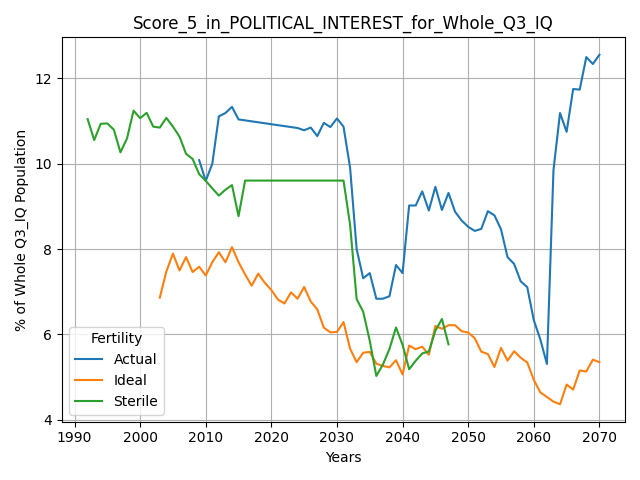 Score_5_in_POLITICAL_INTEREST_for_Whole_Q3_IQ
% of Whole Q3_IQ Population
12
10
8
6
4
Fertility
Actual
Ideal
Sterile
1990 2000 2010 2020 2030 2040 2050 2060 2070
Years